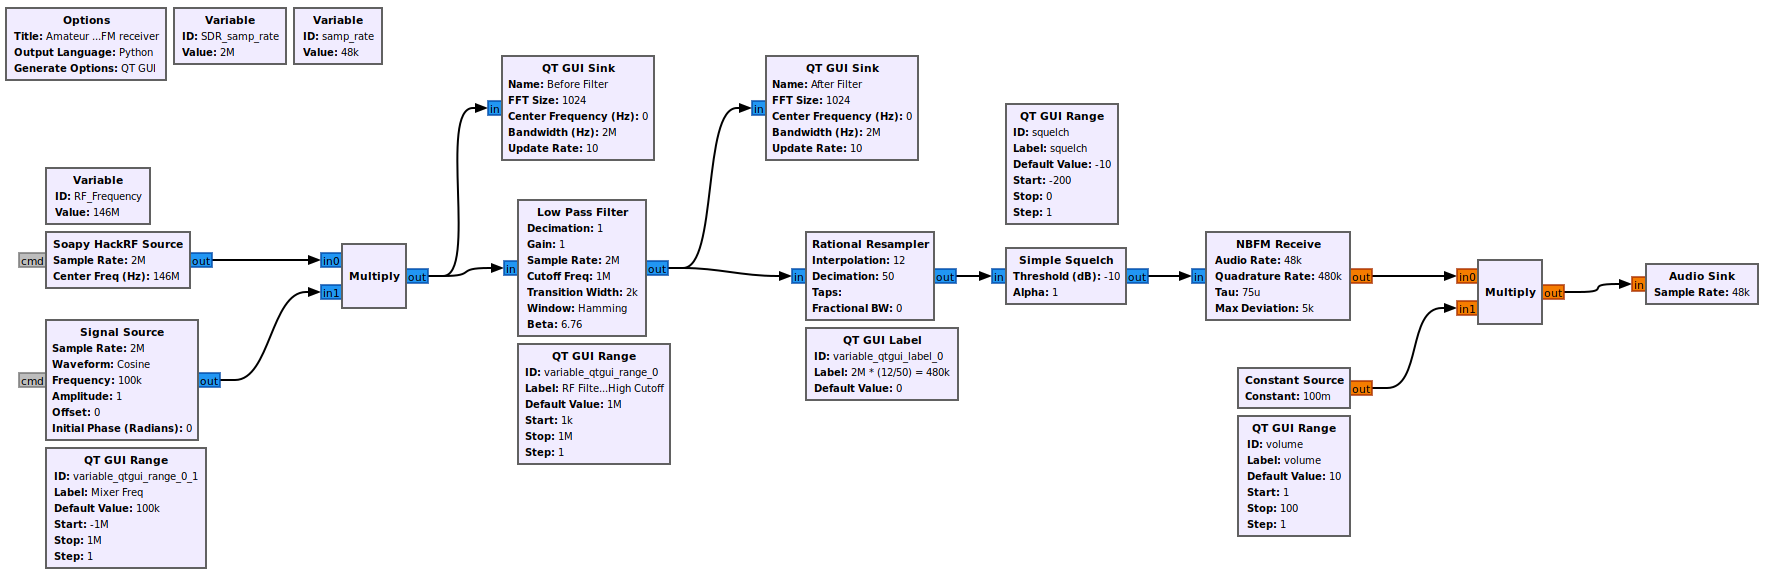 Options
Title: Amateur ...FM receiver
Output Language: Python
Generate Options: QT GUI
Variable
ID: SDR_samp_rate
Value: 2M
Variable
ID: samp_rate
Value: 48k
QT GUI Sink
Name: Before Filter
FFT Size: 1024
Center Frequency (Hz): 0
Bandwidth (Hz): 2M
Update Rate: 10
in
QT GUI Sink
Name: After Filter
FFT Size: 1024
Center Frequency (Hz): 0
Bandwidth (Hz): 2M
Update Rate: 10
in
QT GUI Range
ID: squelch
Label: squelch
Default Value: -10
Start: -200
Stop: 0
Step: 1
Variable
ID: RF_Frequency
Value: 146M
Soapy HackRF Source
Sample Rate: 2M
Center Freq (Hz): 146M
cmd
out
in0
in1
Multiply
out
Signal Source
Sample Rate: 2M
Waveform: Cosine
Frequency: 100k
Amplitude: 1
Offset: 0
Initial Phase (Radians): 0
cmd
out
QT GUI Range
ID: variable_qtgui_range_0_1
Label: Mixer Freq
Default Value: 100k
Start: -1M
Stop: 1M
Step: 1
Low Pass Filter
Decimation: 1
Gain: 1
Sample Rate: 2M
Cutoff Freq: 1M
Transition Width: 2k
Window: Hamming
Beta: 6.76
in
out
QT GUI Range
ID: variable_qtgui_range_0
Label: RF Filte...High Cutoff
Default Value: 1M
Start: 1k
Stop: 1M
Step: 1
Rational Resampler
Interpolation: 12
Decimation: 50
Taps:
Fractional BW: 0
in
out
QT GUI Label
ID: variable_qtgui_label_0
Label: 2M * (12/50) = 480k
Default Value: 0
Simple Squelch
Threshold (dB): -10
Alpha: 1
in
out
NBFM Receive
Audio Rate: 48k
Quadrature Rate: 480k
Tau: 75u
Max Deviation: 5k
in
out
in0
in1
Multiply
out
Constant Source
Constant: 100m
out
QT GUI Range
ID: volume
Label: volume
Default Value: 10
Start: 1
Stop: 100
Step: 1
Audio Sink
Sample Rate: 48k
in